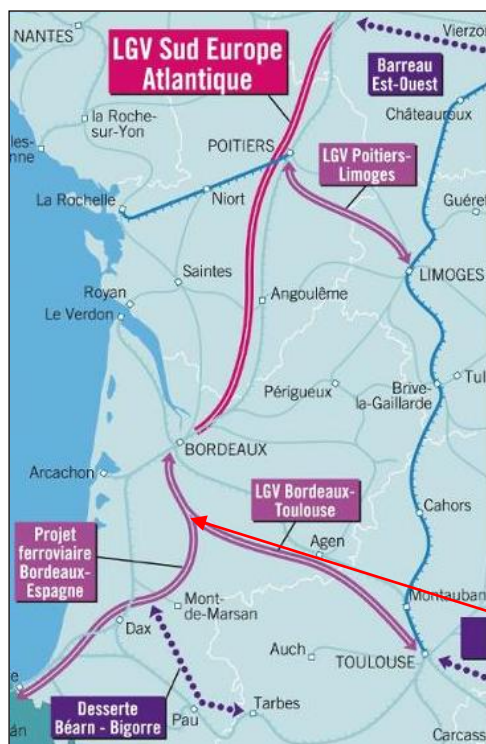 NANTES
LGV Sud Europe
Atlantique
Vierzon
Barreau
Est-Ouest
la Roche-
sur-Yon
Châteauroux
POITIERS
LGV Poitiers-
Limoges
La Rochelle
Niort
Guéret
Saintes
LIMOGES
Royan
Angoulême
Le Verdon
Périgueux
Brive-
la-Gaillarde
BORDEAUX
Arcachon
LGV Bordeaux-
Toulouse
Cahors
Projet
ferroviaire
Bordeaux-
Espagne
Agen
Mont-
de-Marsan
Montauban
Dax
Auch
TOULOUSE
Desserte
Béarn - Bigorre
Pau
Tarbes
Carcass